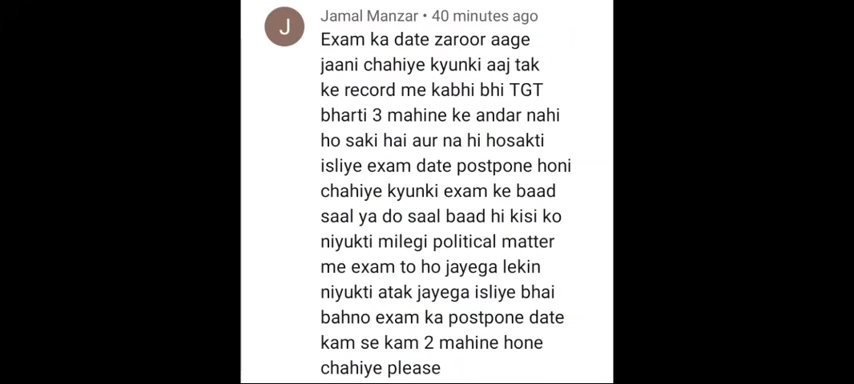 J
Jamal Manzar • 40 minutes ago
Exam ka date zaroor aage
jaani chahiye kyunki aaj tak
ke record me kabhi bhi TGT
bharti 3 mahine ke andar nahi
ho saki hai aur na hi hosakti
isliye exam date postpone honi
chahiye kyunki exam ke baad
saal ya do saal baad hi kisi ko
niyukti milegi political matter
me exam to ho jayega lekin
niyukti atak jayega isliye bhai
bahno exam ka postpone date
kam se kam 2 mahine hone
chahiye please